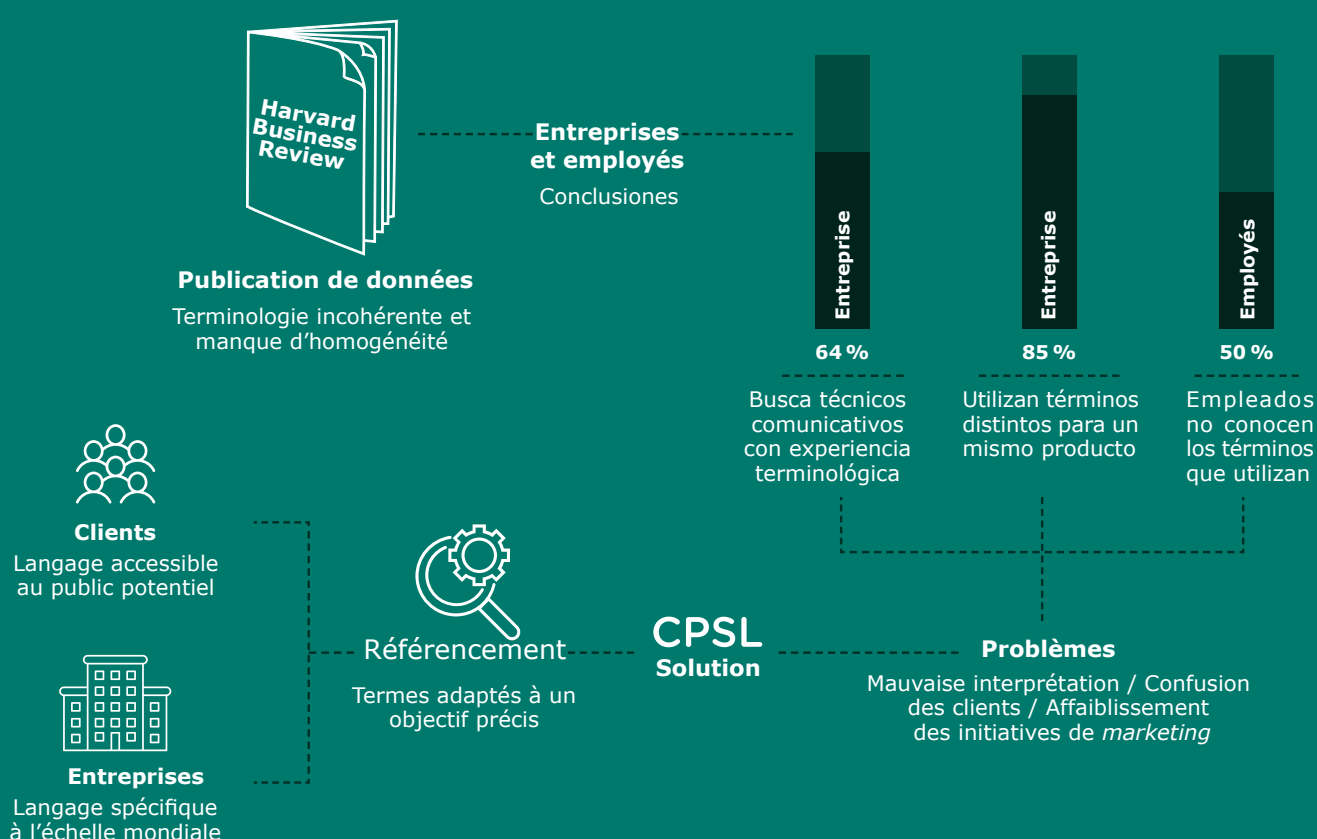 Harvard
Business
Review
Publication de données
Terminologie incohérente et
manque d’homogénéité
Entreprises
et employés
Conclusiones
Entreprise
64 %
Busca técnicos
comunicativos
con experiencia
terminológica
Entreprise
85 %
Utilizan términos
distintos para un
mismo producto
Employés
50 %
Empleados
no conocen
los términos
que utilizan
Problèmes
Mauvaise interprétation / Confusion
des clients / Affaiblissement
des initiatives de marketing
CPSL
Solution
Référencement
Termes adaptés à un
objectif précis
Clients
Langage accessible
au public potentiel
Entreprises
Langage spécifique
à l’échelle mondiale